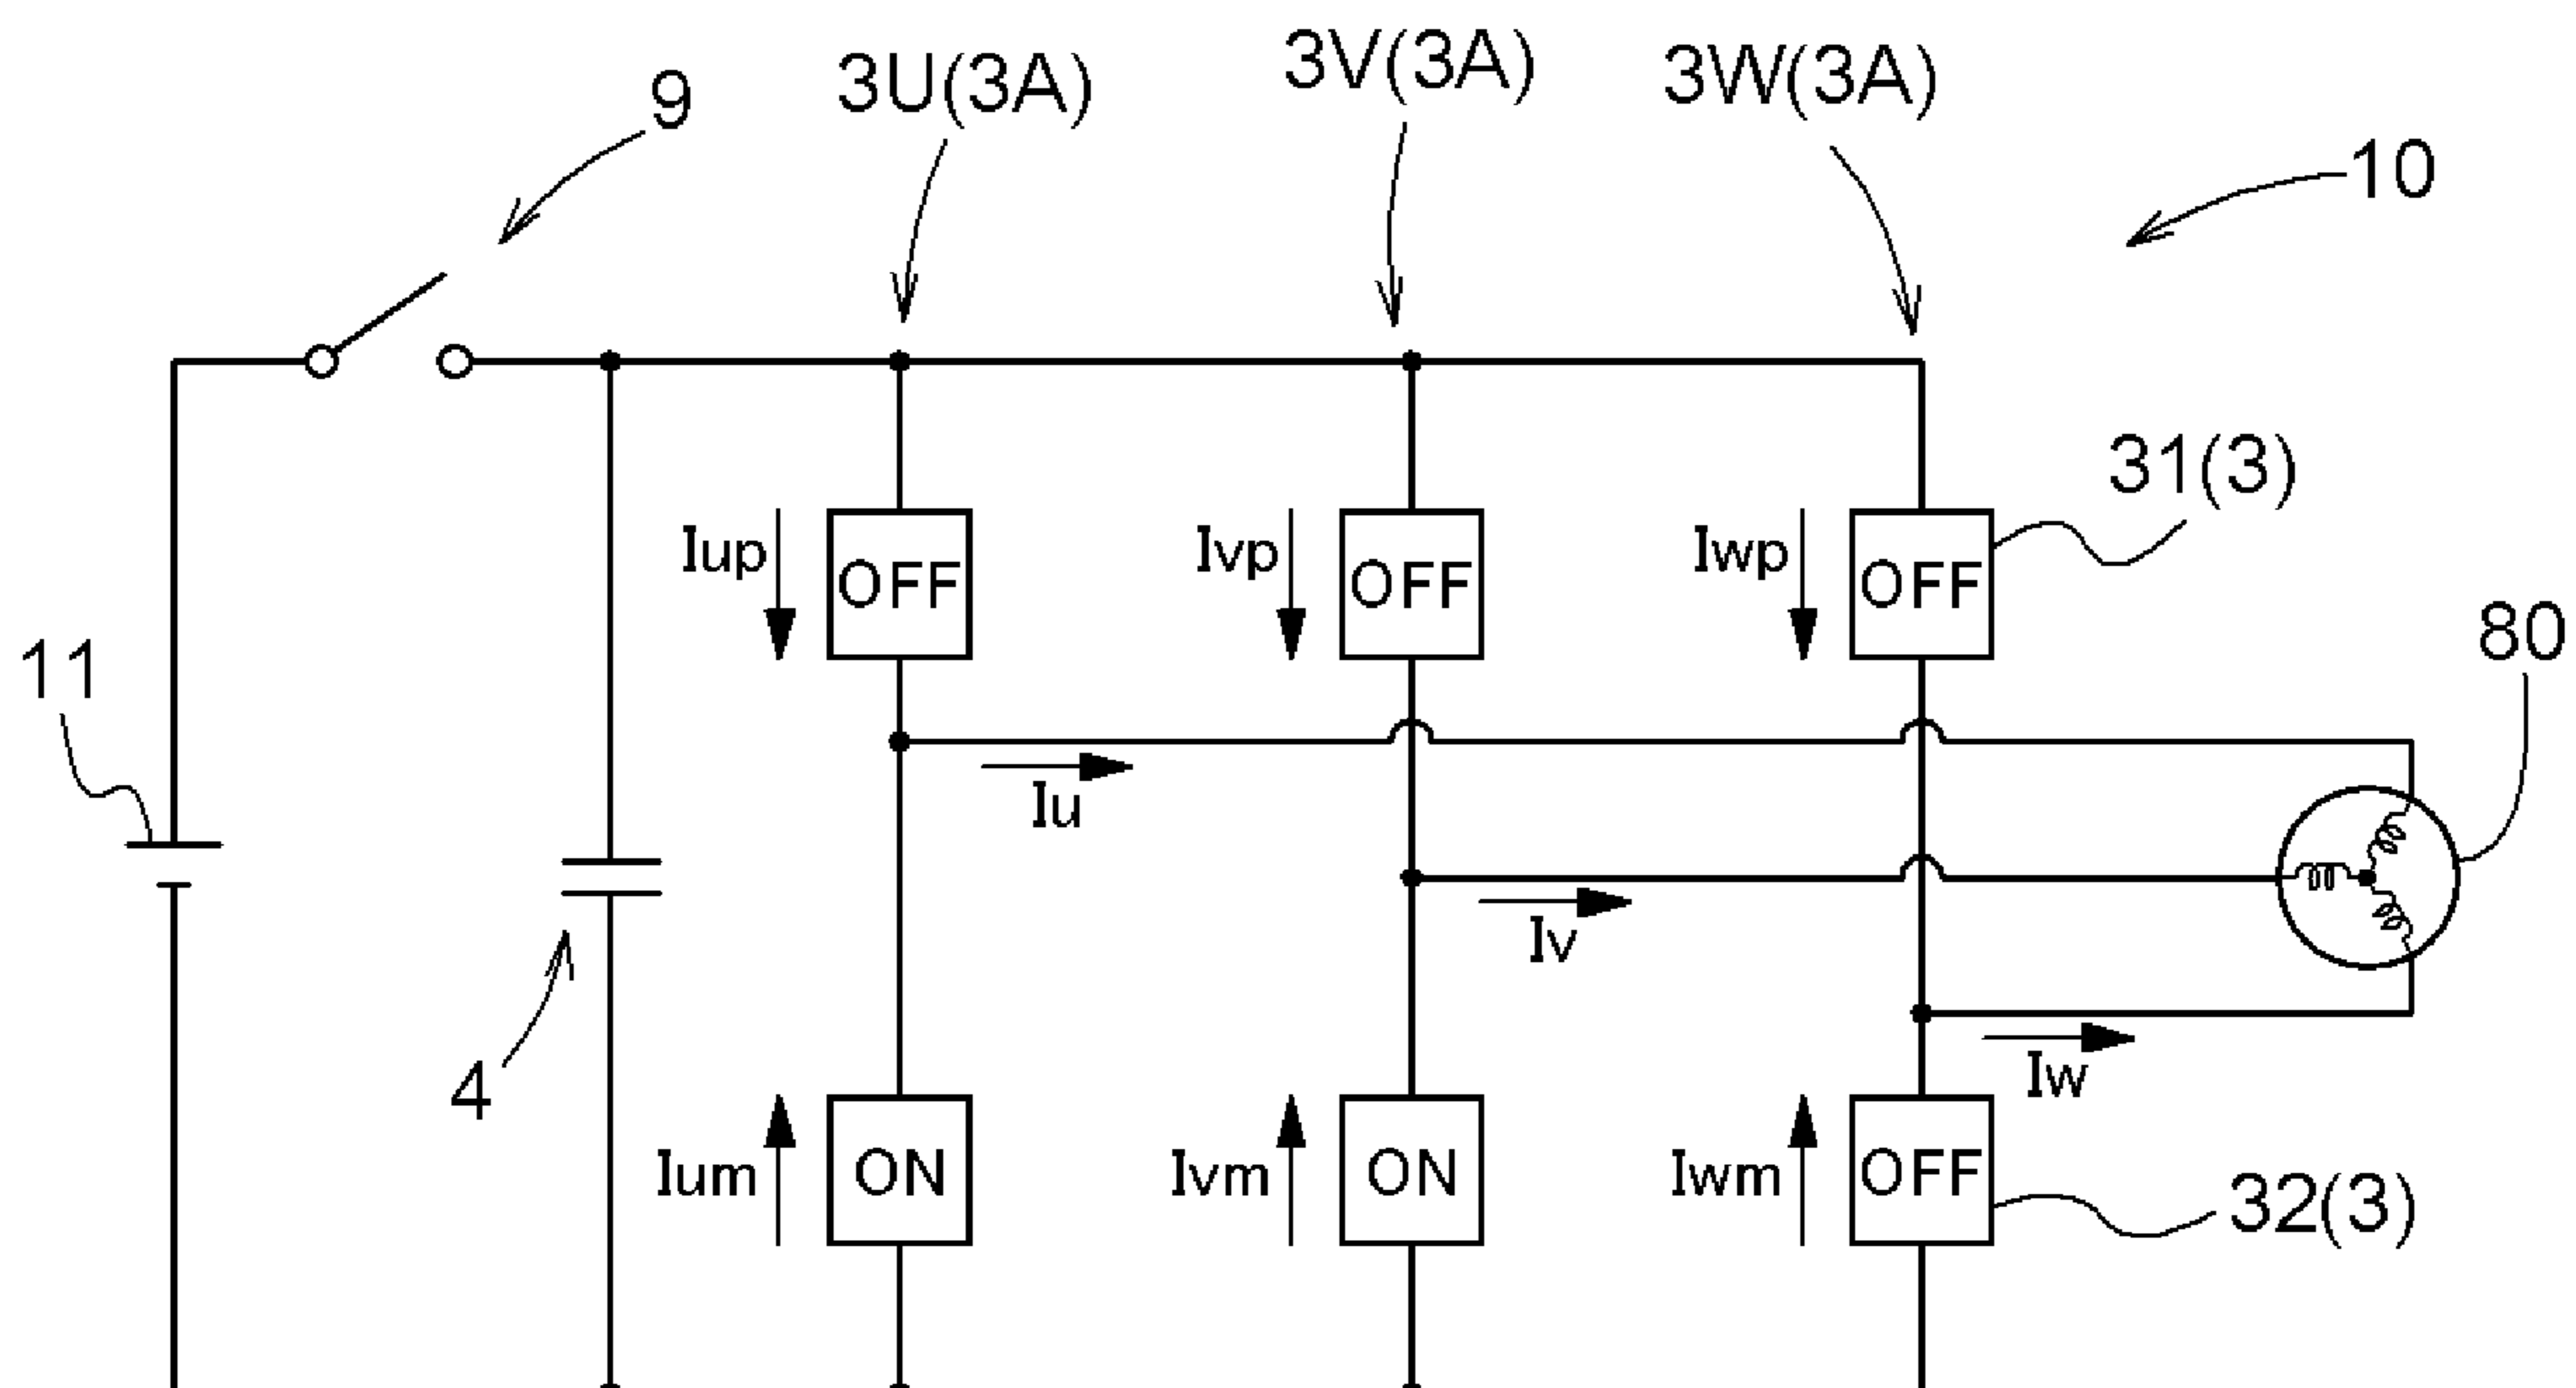 9
3U(3A)
3V(3A)
3W(3A)
10
31(3)
Iup
OFF
Ivp
OFF
Iwp
OFF
80
11
Iu
Iv
Iw
4
Ium
ON
Ivm
ON
Iwm
OFF
32(3)